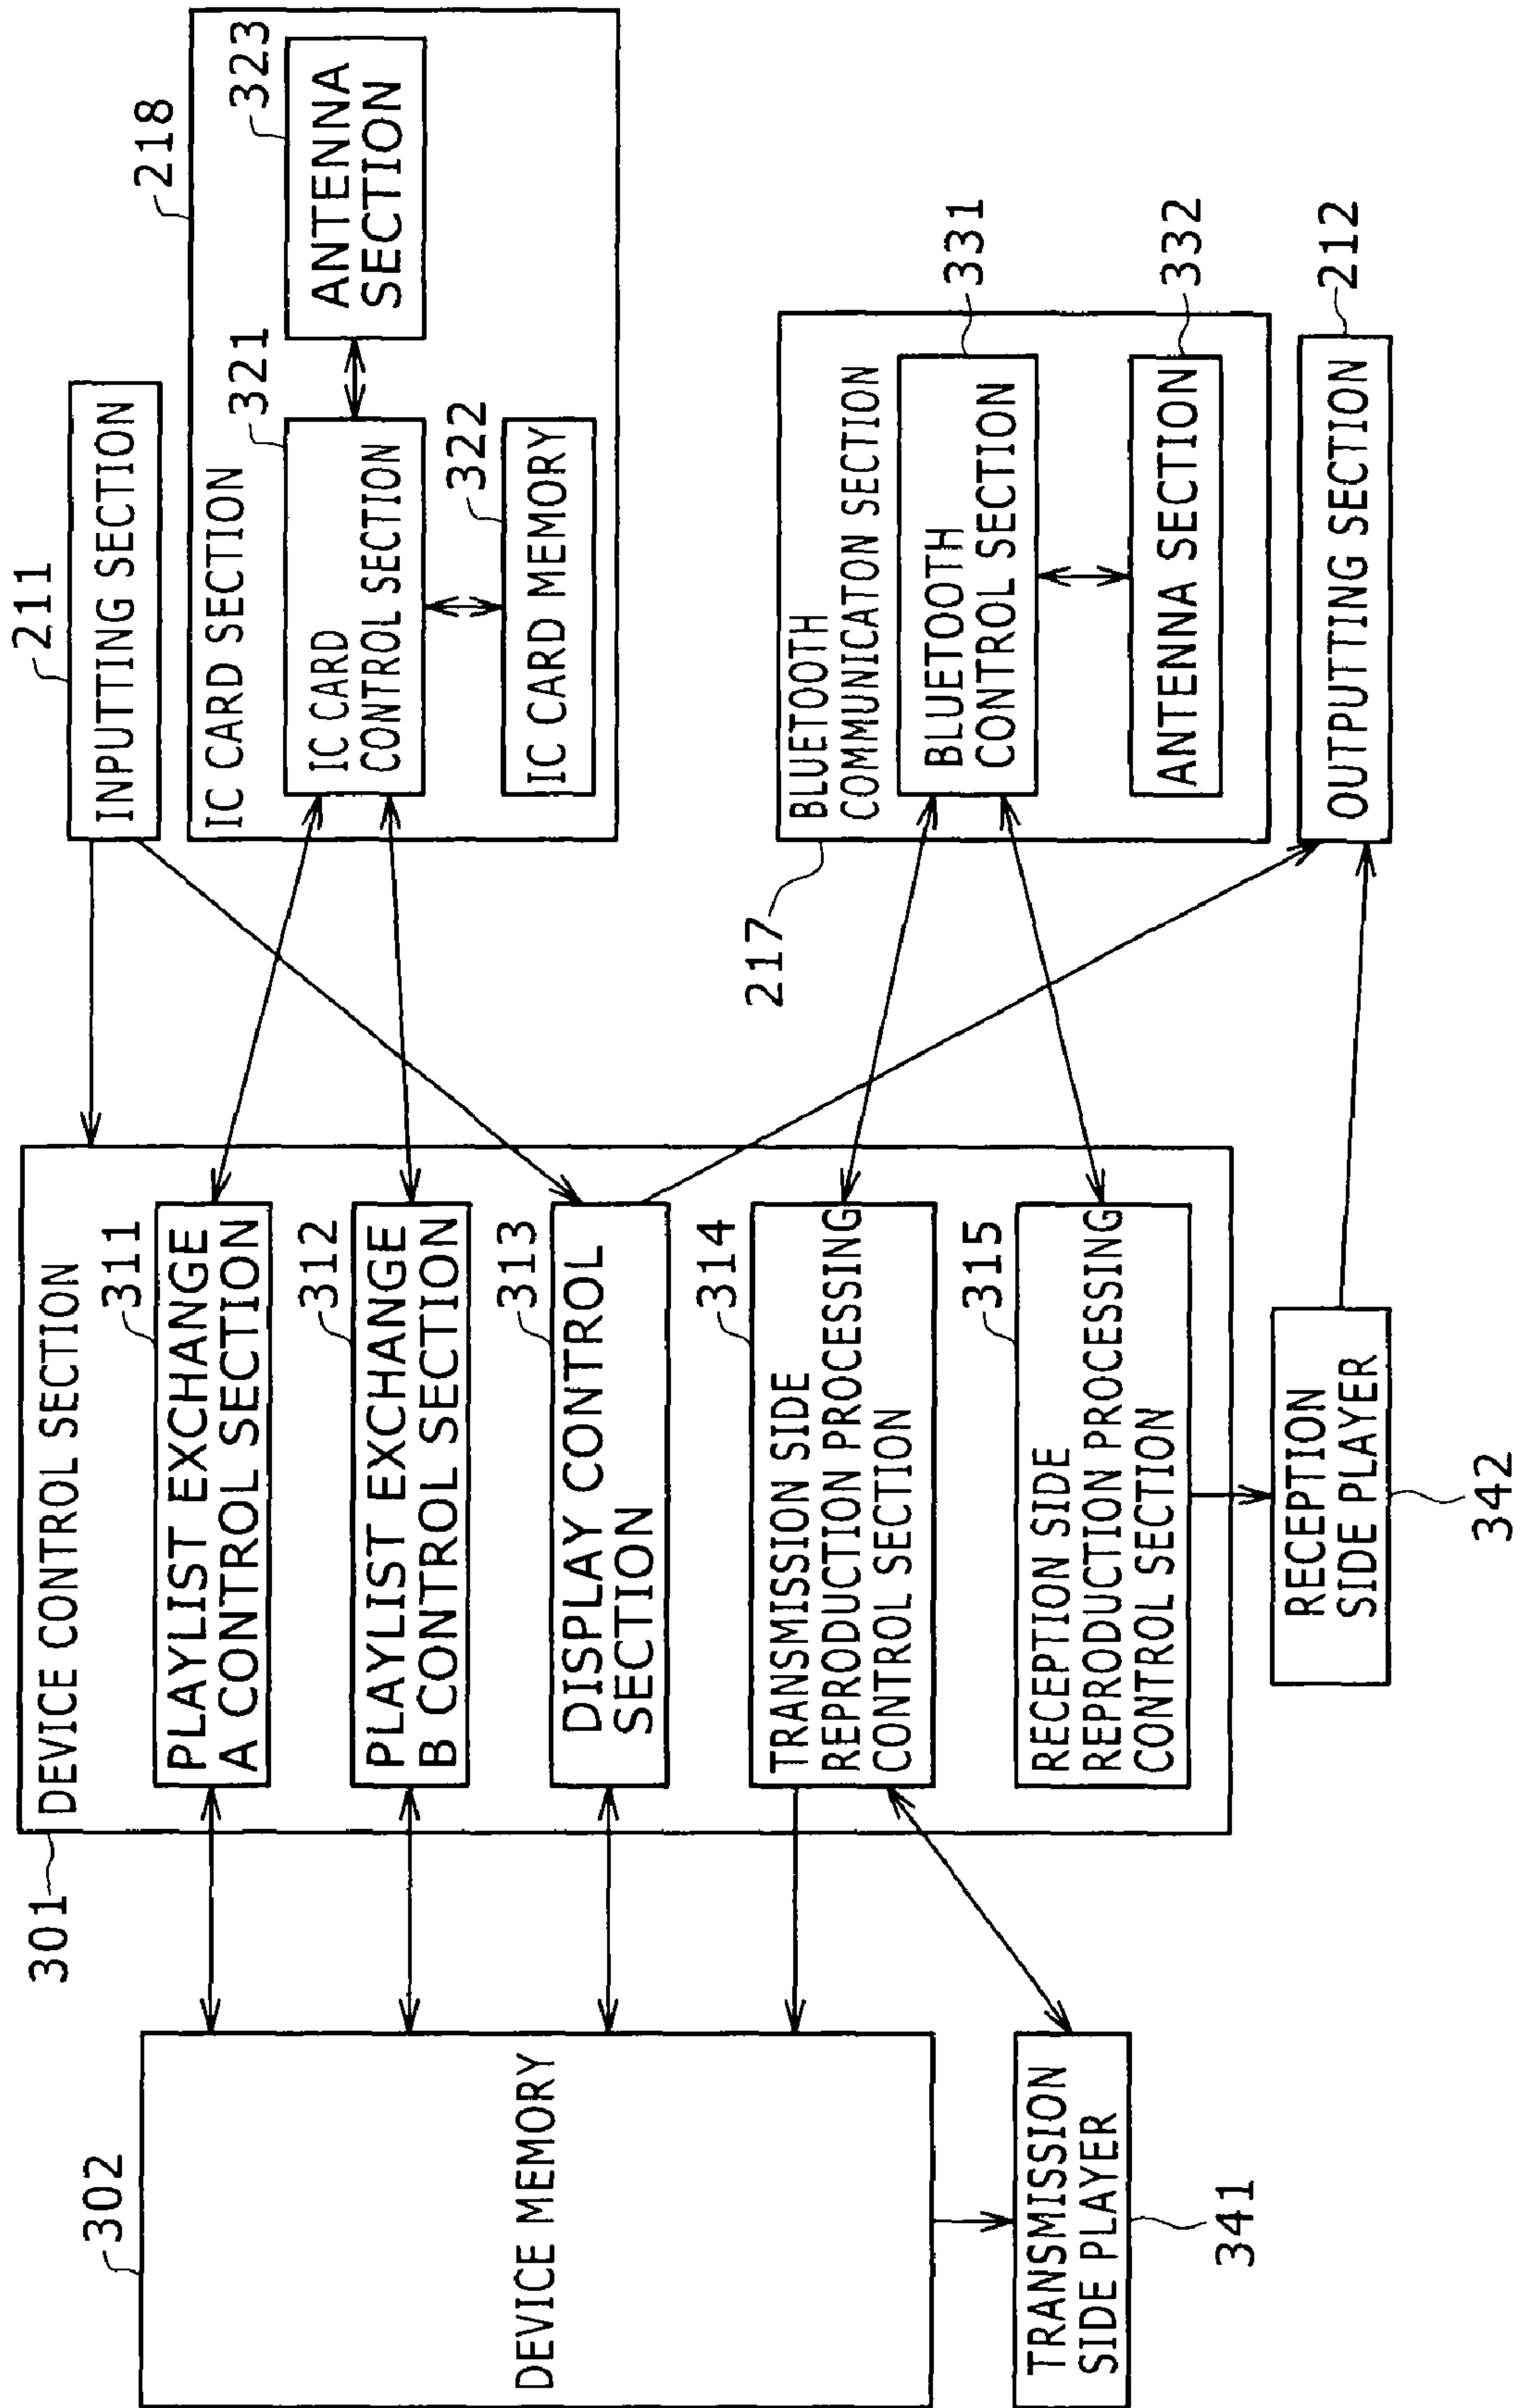 302
DEVICE MEMORY
TRANSMISSION
SIDE PLAYER
341
301
DEVICE CONTROL SECTION
311
PLAYLIST EXCHANGE
A CONTROL SECTION
312
PLAYLIST EXCHANGE
B CONTROL SECTION
313
DISPLAY CONTROL
SECTION
314
TRANSMISSION SIDE
REPRODUCTION PROCESSING
CONTROL SECTION
315
RECEPTION SIDE
REPRODUCTION PROCESSING
CONTROL SECTION
RECEPTION
SIDE PLAYER
342
211
INPUTTING SECTION
218
IC CARD SECTION
321
IC CARD
CONTROL SECTION
323
ANTENNA
SECTION
322
IC CARD MEMORY
217
BLUETOOTH
COMMUNICATON SECTION
BLUETOOTH
CONTROL SECTION
331
ANTENNA SECTION
332
OUTPUTTING SECTION
212